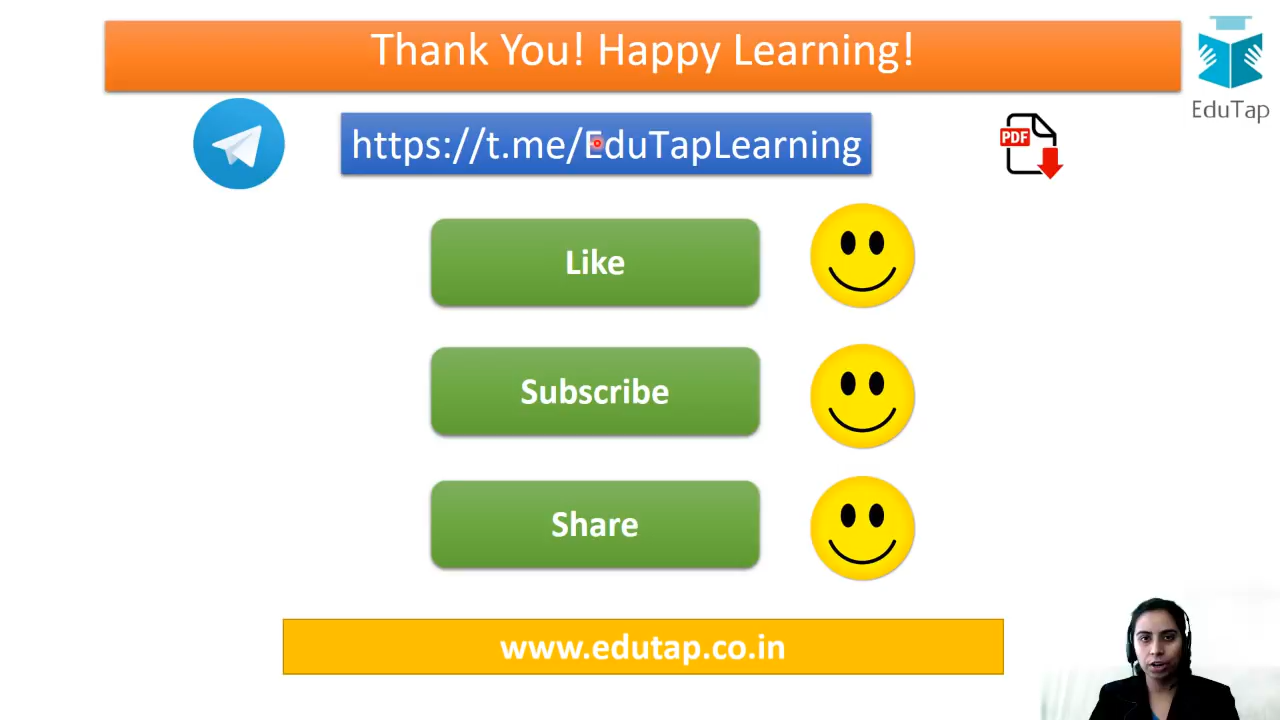 Thank You! Happy Learning!
EduTap
https://t.me/EduTapLearning
PDF
Like
Subscribe
Share
www.edutap.co.in